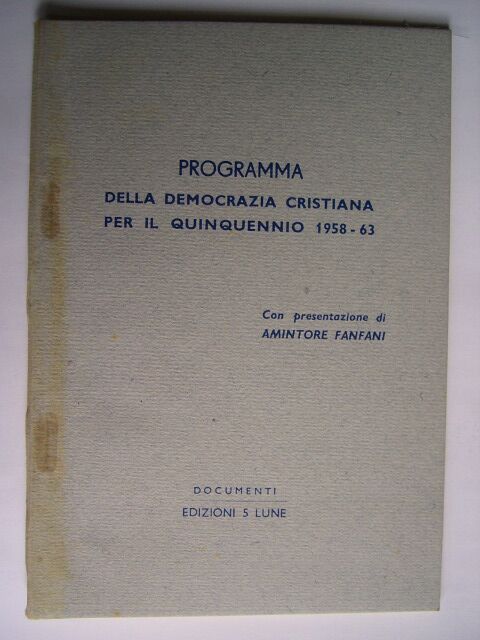 PROGRAMMA
DELLA DEMOCRAZIA CRISTIANA
PER IL QUINQUENNIO 1958-63
Con presentazione di
AMINTORE FANFANI
DOCUMENTI
EDIZIONI 5 LUNE